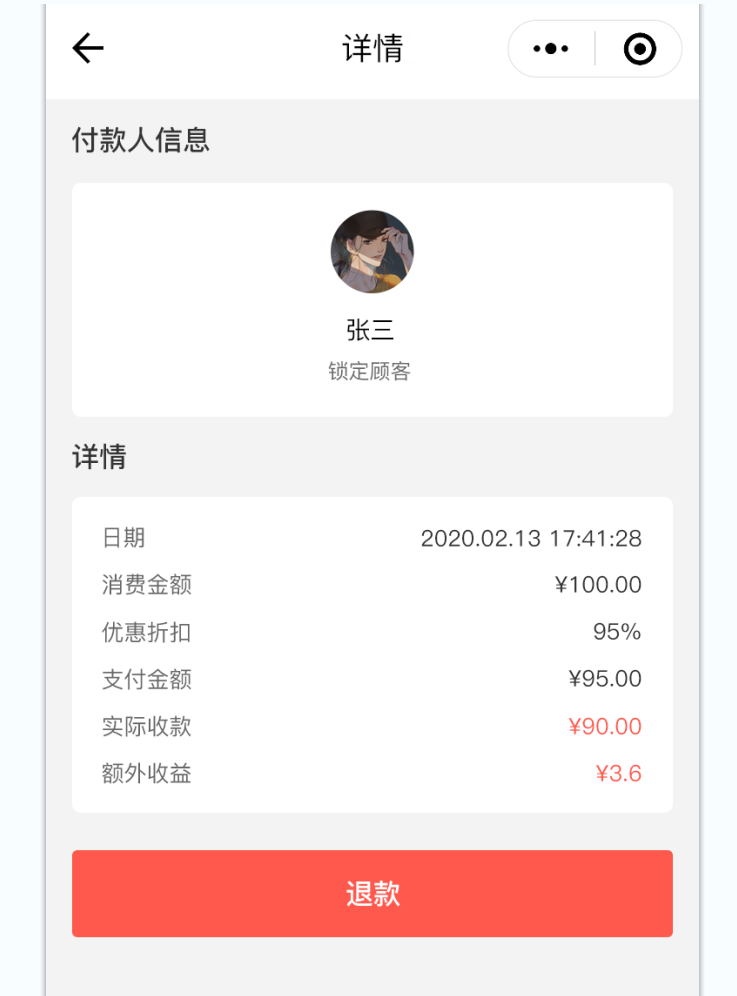 详情
付款人信息
张三
锁定顾客
详情
日期 2020.02.13 17:41:28
消费金额 ¥100.00
优惠折扣 95%
支付金额 ¥95.00
实际收款 ¥90.00
额外收益 ¥3.6
退款